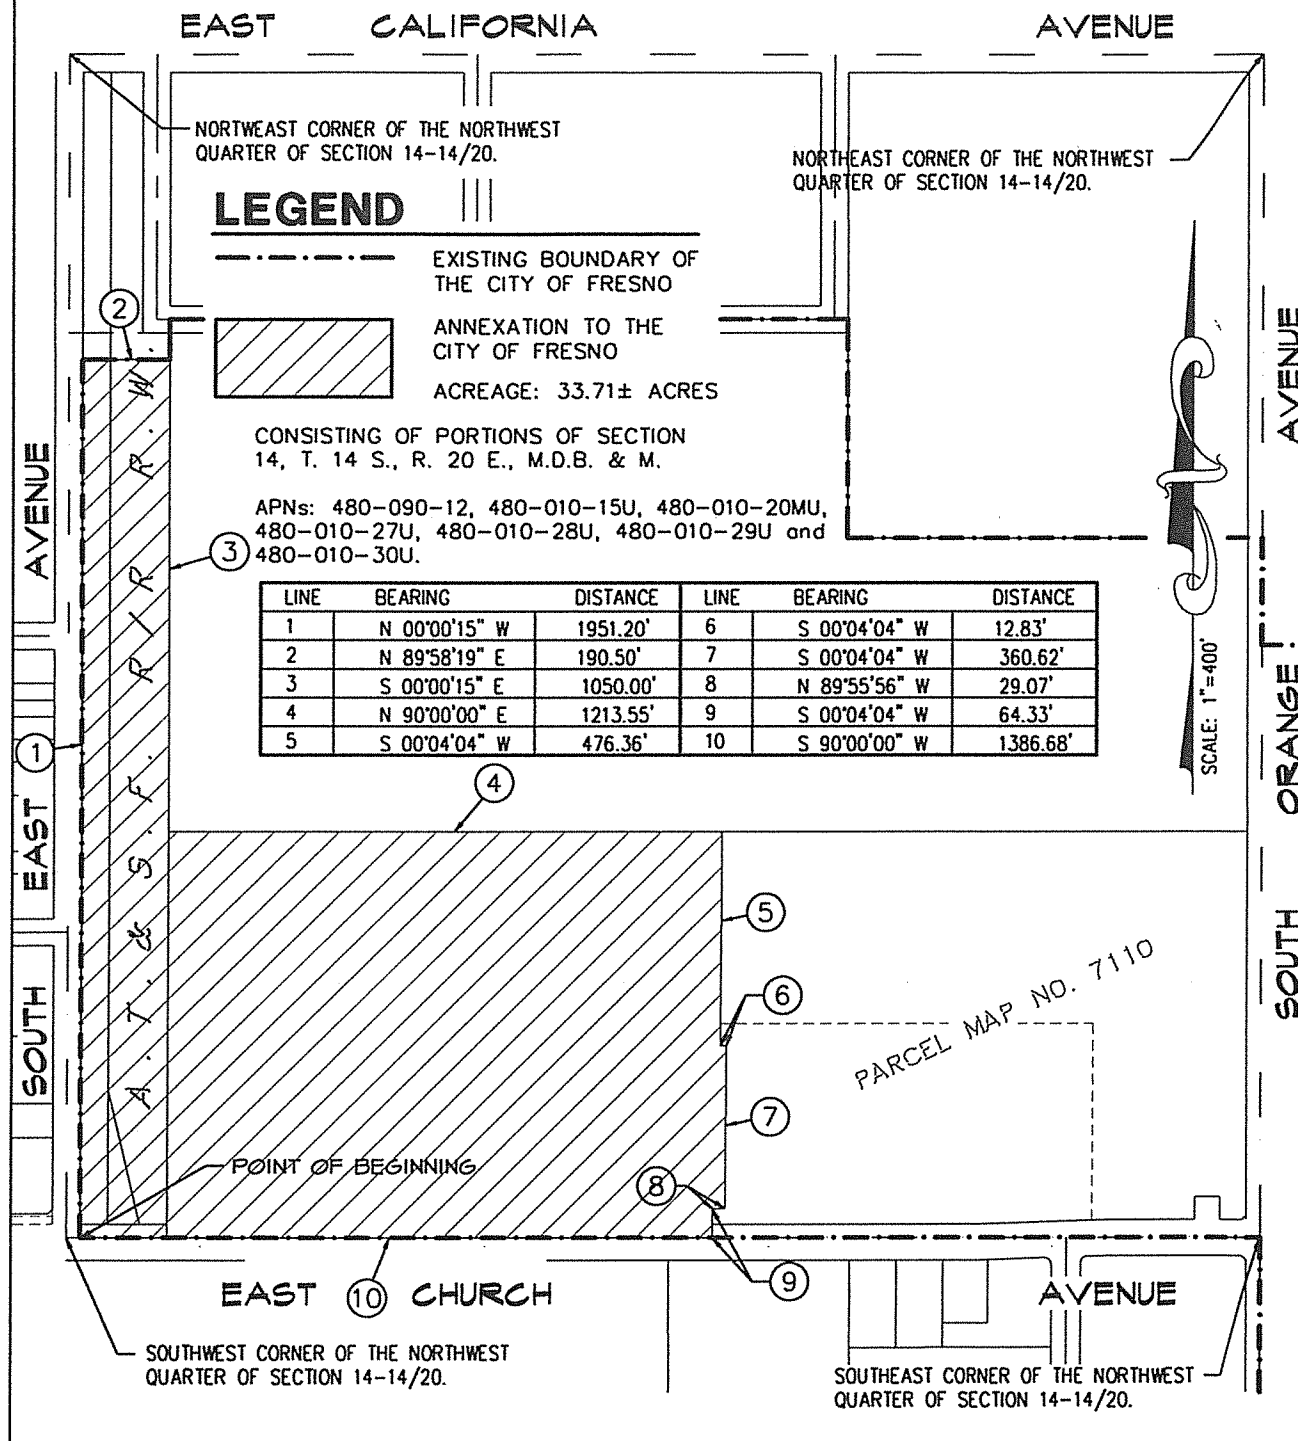 EAST CALIFORNIA AVENUE
NORTWEAST CORNER OF THE NORTHWEST
QUARTER OF SECTION 14-14/20.
NORTHEAST CORNER OF THE NORTHWEST
QUARTER OF SECTION 14-14/20.
LEGEND
EXISTING BOUNDARY OF
THE CITY OF FRESNO
ANNEXATION TO THE
CITY OF FRESNO
ACREAGE: 33.71± ACRES
CONSISTING OF PORTIONS OF SECTION
14, T. 14 S., R. 20 E., M.D.B. & M.
APNs: 480-090-12, 480-010-15U, 480-010-20MU,
480-010-27U, 480-010-28U, 480-010-29U and
480-010-30U.
LINE BEARING DISTANCE LINE BEARING DISTANCE
1 N 00°00'15" W 1951.20' 6 S 00°04'04" W 12.83'
2 N 89°58'19" E 190.50' 7 S 00°04'04" W 360.62'
3 S 00°00'15" E 1050.00' 8 N 89°55'56" W 29.07'
4 N 90°00'00" E 1213.55' 9 S 00°04'04" W 64.33'
5 S 00°04'04" W 476.36' 10 S 90°00'00" W 1386.68'
2
3
1
4
5
6
7
8
9
10
SOUTH EAST AVENUE
A.T.&S.F. R/R R.W.
SCALE: 1"=400'
SOUTH ORANGE AVENUE
PARCEL MAP NO. 7110
POINT OF BEGINNING
EAST CHURCH AVENUE
SOUTHWEST CORNER OF THE NORTHWEST
QUARTER OF SECTION 14-14/20.
SOUTHEAST CORNER OF THE NORTHWEST
QUARTER OF SECTION 14-14/20.